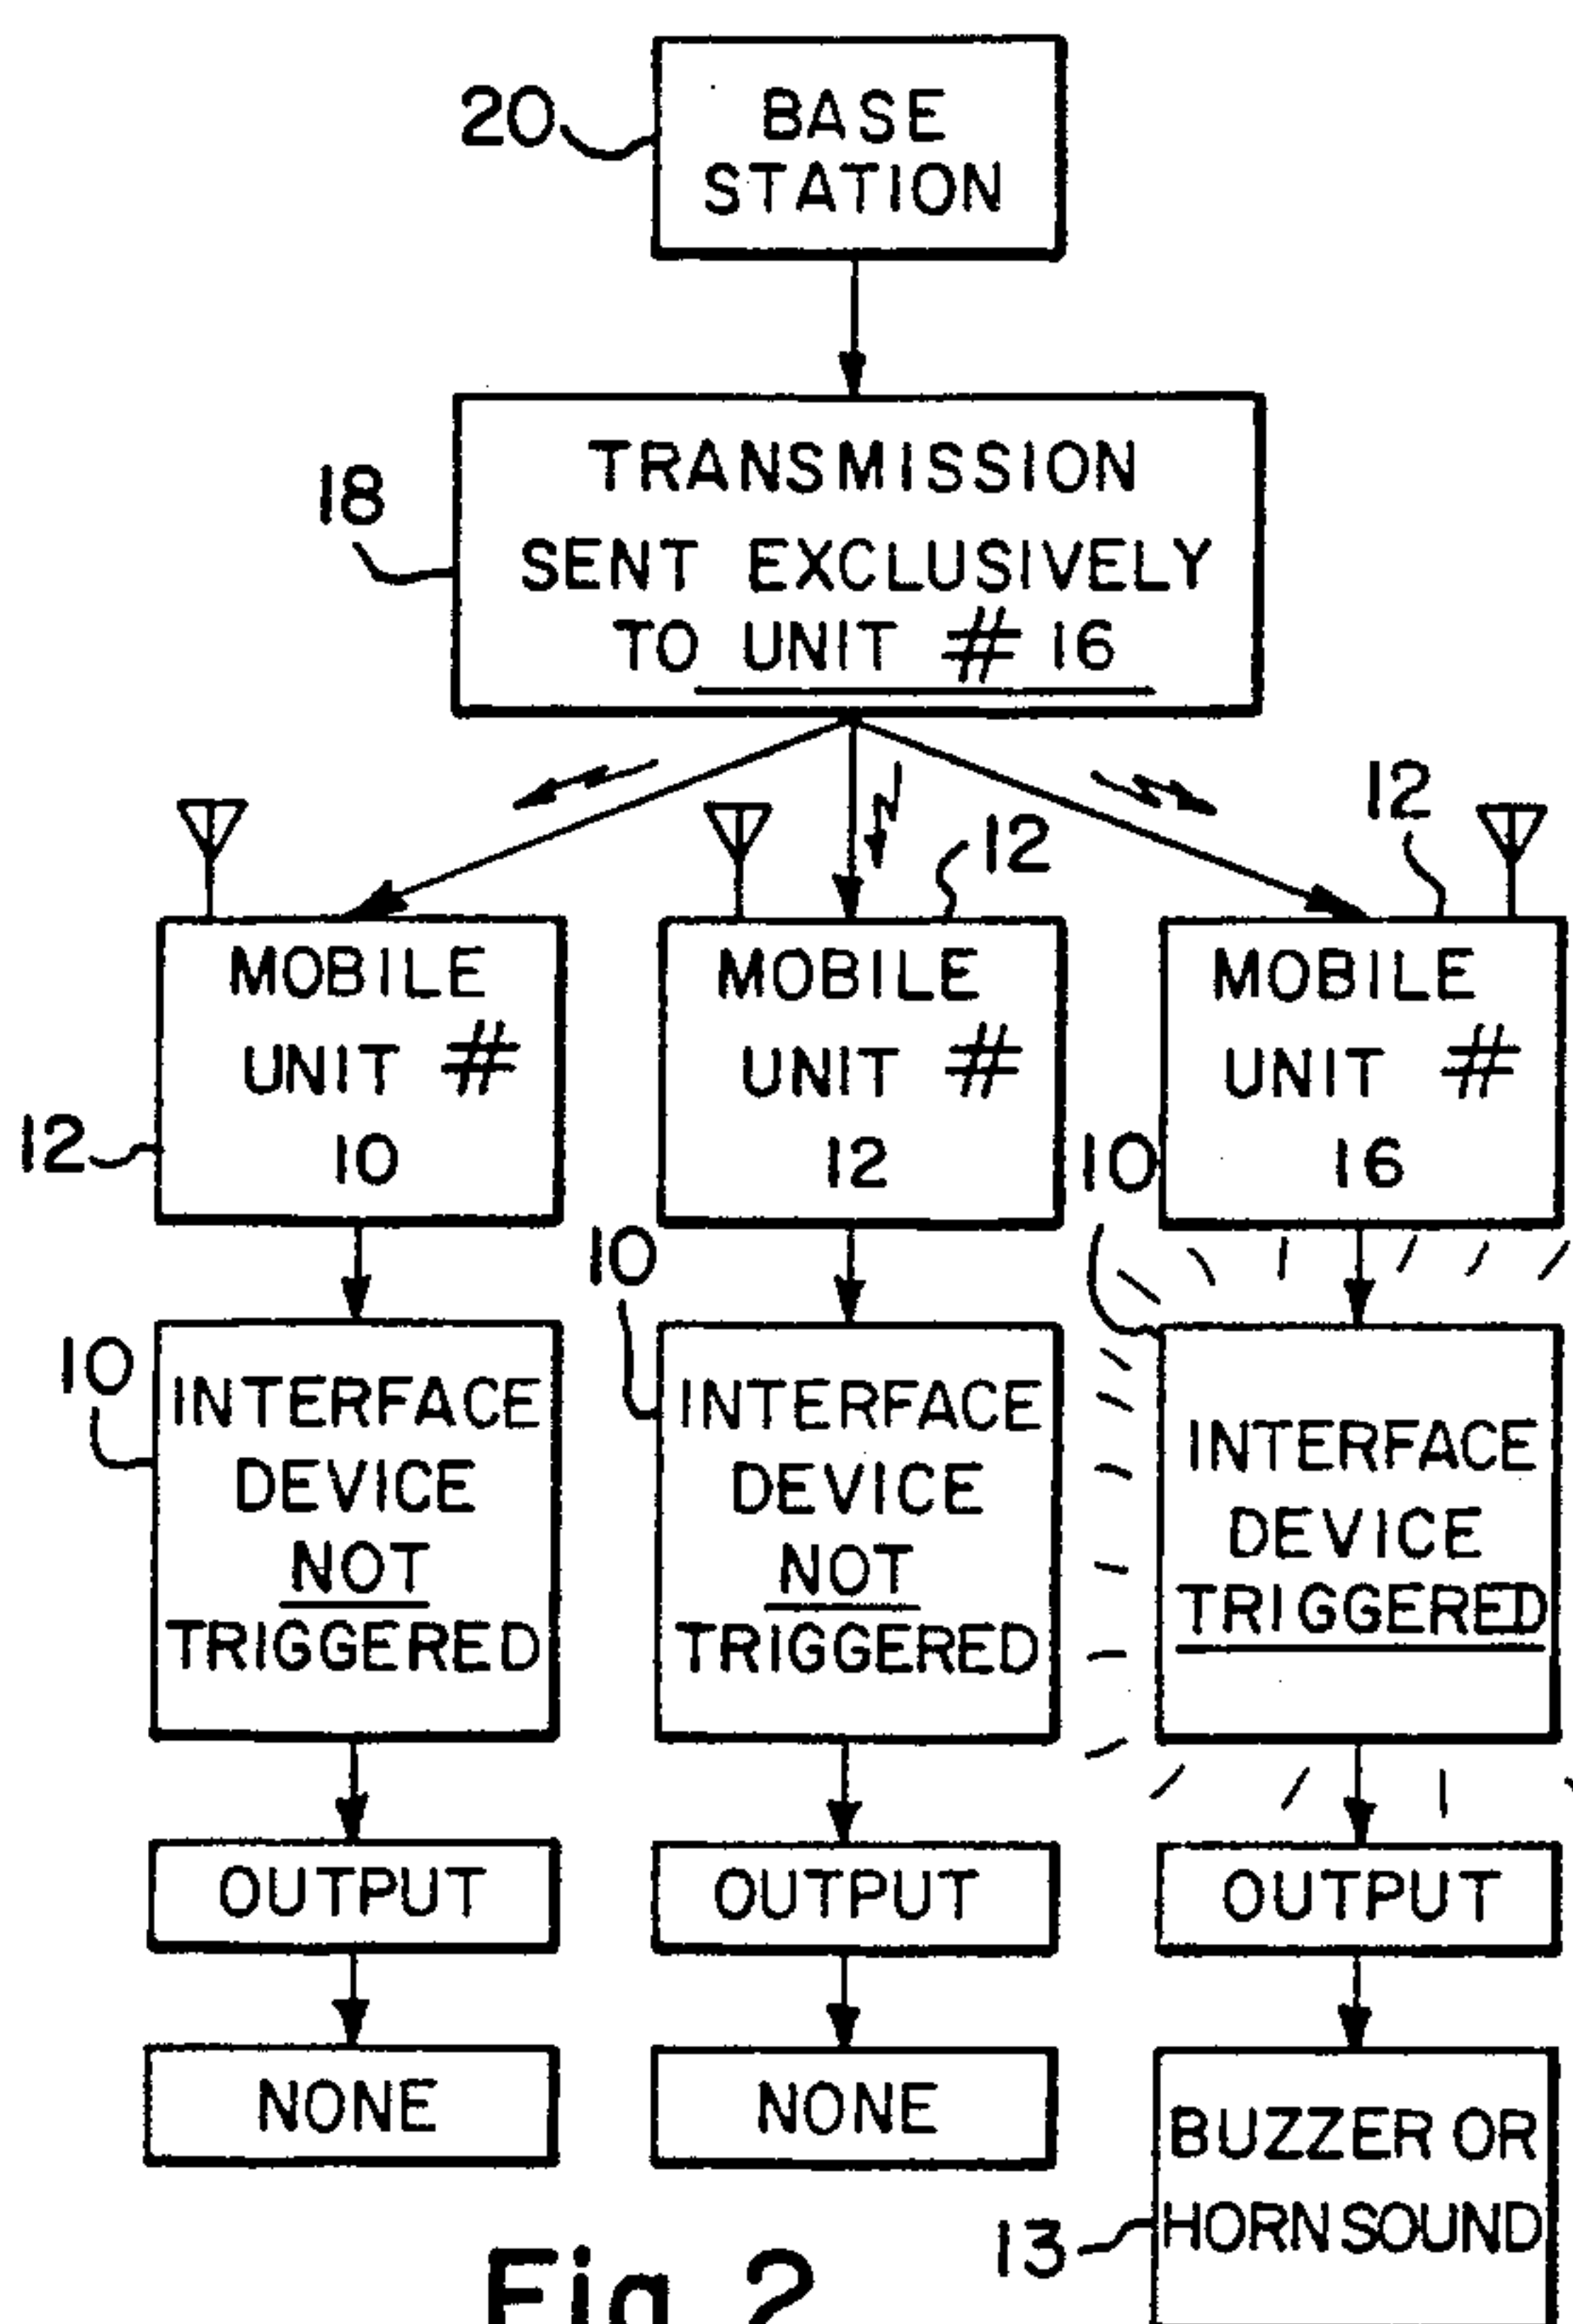 20
BASE
STATION
18
TRANSMISSION
SENT EXCLUSIVELY
TO UNIT # 16
12
12
MOBILE
UNIT #
10
12
MOBILE
UNIT #
12
MOBILE
UNIT #
16
10
10
10
INTERFACE
DEVICE
NOT
TRIGGERED
INTERFACE
DEVICE
NOT
TRIGGERED
INTERFACE
DEVICE
TRIGGERED
OUTPUT
OUTPUT
OUTPUT
NONE
NONE
BUZZER OR
HORN SOUND
13
Fig. 2